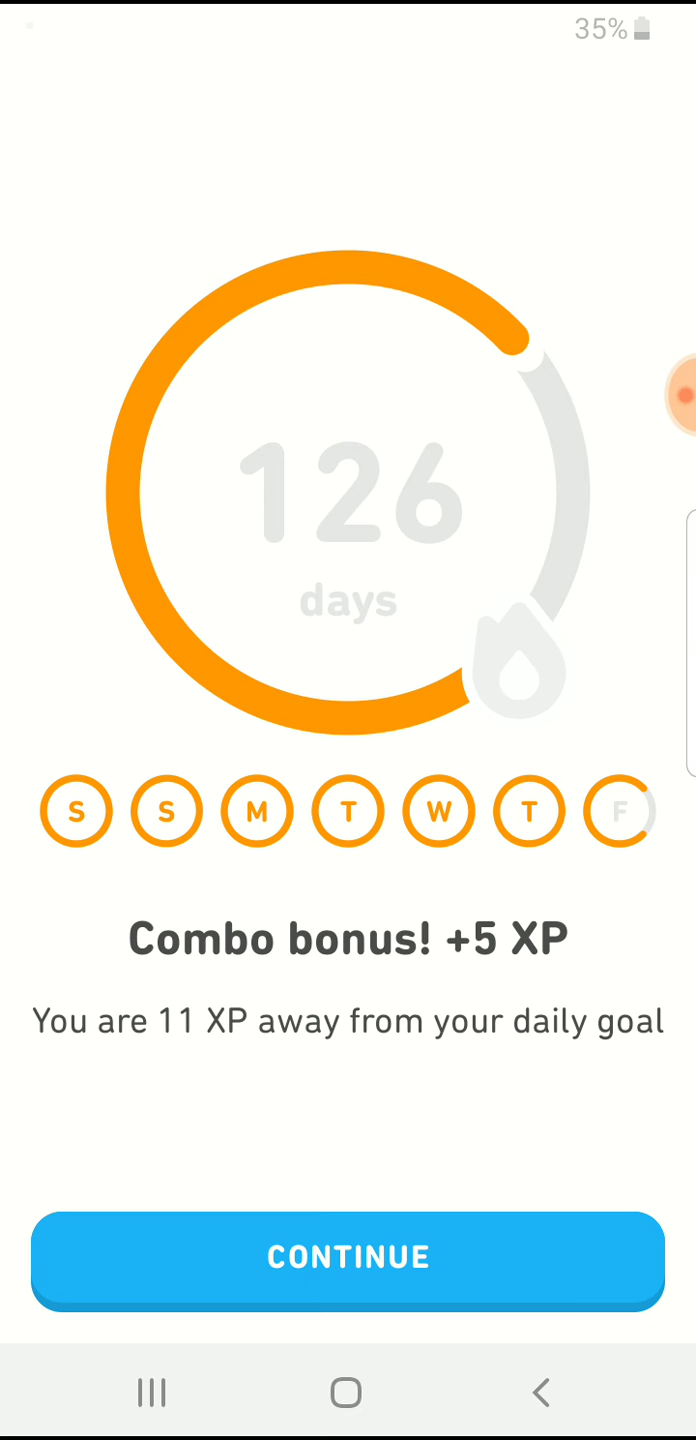 35%
126
days
S S M T W T F
Combo bonus! +5 XP
You are 11 XP away from your daily goal
CONTINUE